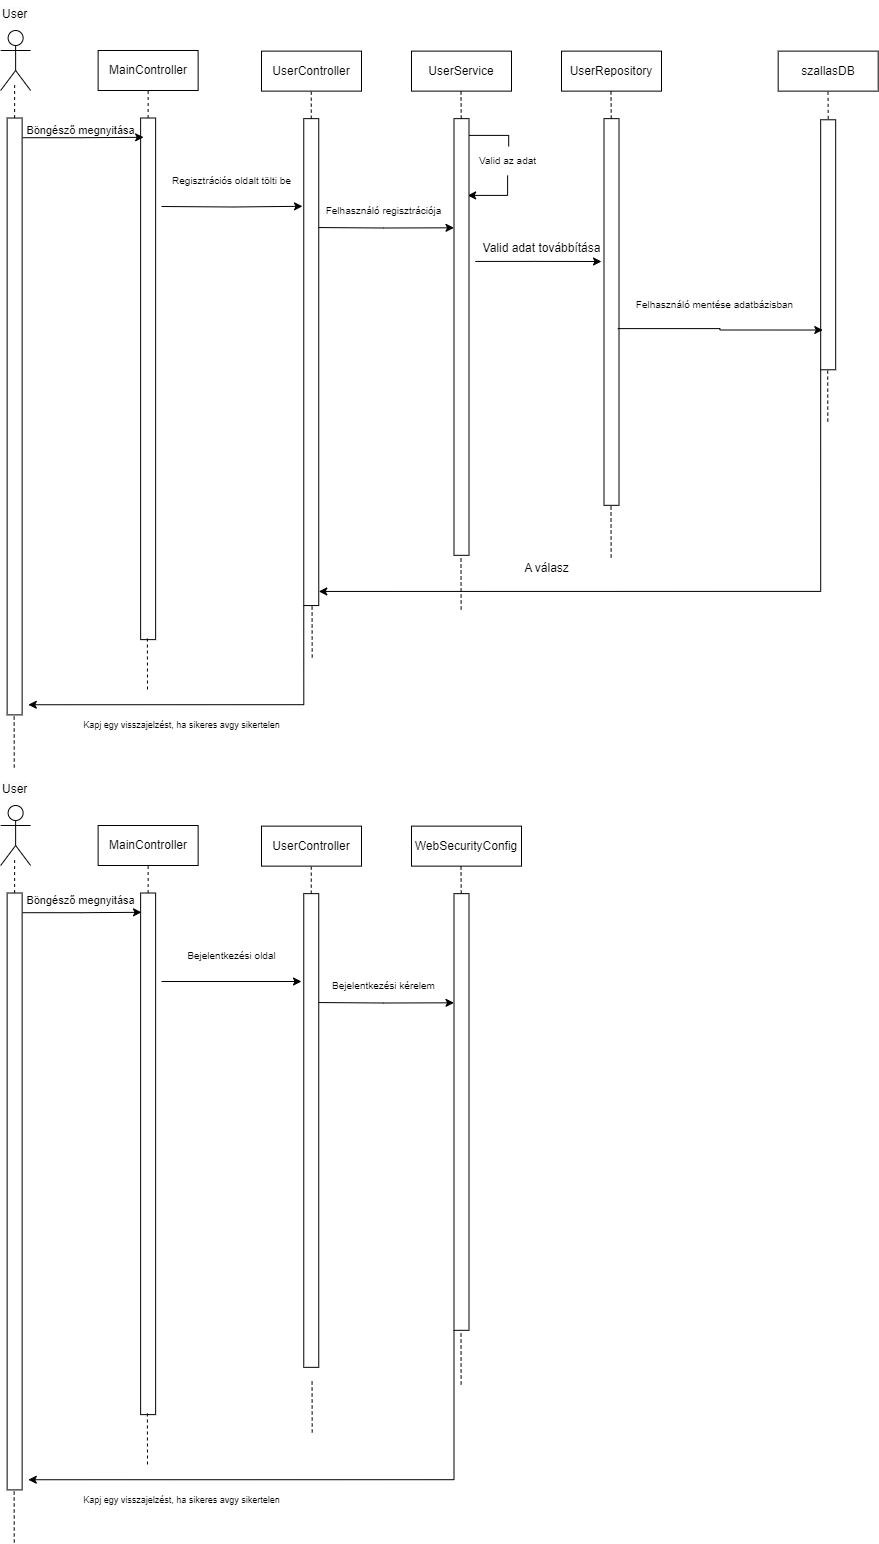 User
MainController
UserController
UserService
UserRepository
szallasDB
Böngésző megnyitása
Valid az adat
Regisztrációs oldalt tölti be
Felhasználó regisztrációja
Valid adat továbbítása
Felhasználó mentése adatbázisban
A válasz
Kapj egy visszajelzést, ha sikeres avgy sikertelen
User
MainController
UserController
WebSecurityConfig
Böngésző megnyitása
Bejelentkezési oldal
Bejelentkezési kérelem
Kapj egy visszajelzést, ha sikeres avgy sikertelen